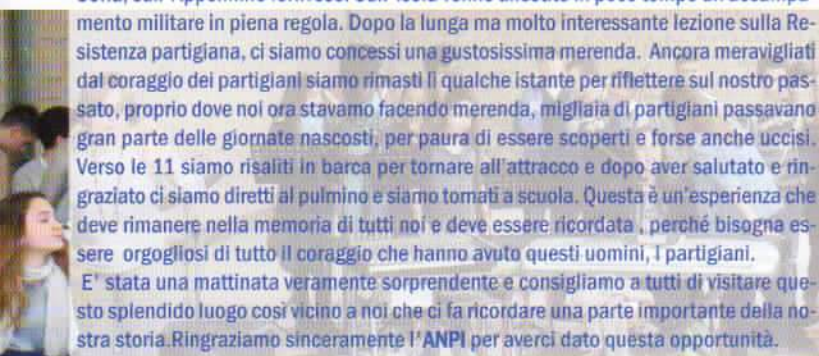 mento militare in piena regola. Dopo la lunga ma molto interessante lezione sulla Re-
sistenza partigiana, ci siamo concessi una gustosissima merenda. Ancora meravigliati
dal coraggio dei partigiani siamo rimasti lì qualche istante per riflettere sul nostro pas-
sato, proprio dove noi ora stavamo facendo merenda, migliaia di partigiani passavano
gran parte delle giornate nascosti, per paura di essere scoperti e forse anche uccisi.
Verso le 11 siamo risaliti in barca per tornare all'attracco e dopo aver salutato e rin-
graziato ci siamo diretti al pulmino e siamo tornati a scuola. Questa è un'esperienza che
deve rimanere nella memoria di tutti noi e deve essere ricordata , perché bisogna es-
sere orgogliosi di tutto il coraggio che hanno avuto questi uomini, i partigiani.
E' stata una mattinata veramente sorprendente e consigliamo a tutti di visitare que-
sto splendido luogo così vicino a noi che ci fa ricordare una parte importante della no-
stra storia.Ringraziamo sinceramente l'ANPI per averci dato questa opportunità.